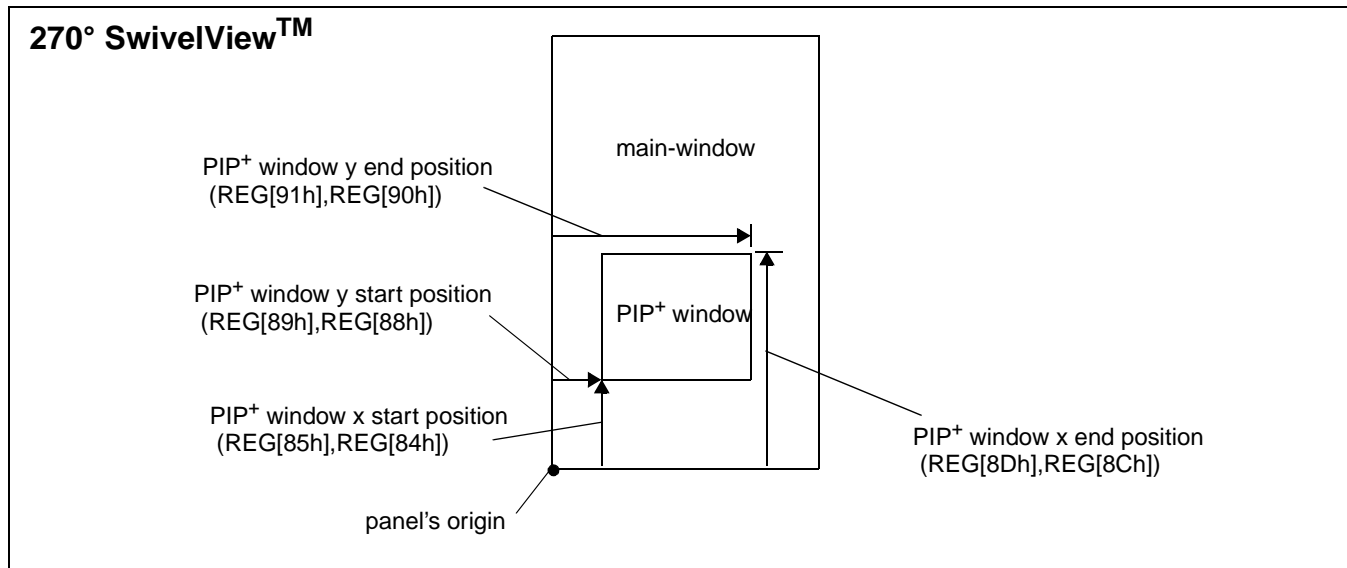 270° SwivelView™
main-window
PIP+ window y end position
(REG[91h],REG[90h])
PIP+ window y start position
(REG[89h],REG[88h])
PIP+ window
PIP+ window x start position
(REG[85h],REG[84h])
PIP+ window x end position
(REG[8Dh],REG[8Ch])
panel's origin